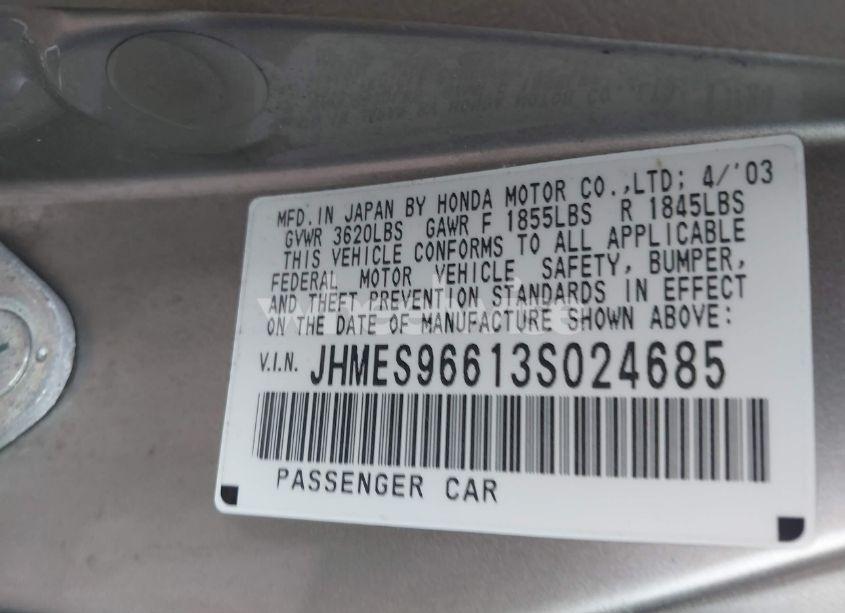 MFD. IN JAPAN BY HONDA MOTOR CO.,LTD; 4/'03
GVWR 3620LBS GAWR F 1855LBS R 1845LBS
THIS VEHICLE CONFORMS TO ALL APPLICABLE
FEDERAL MOTOR VEHICLE SAFETY, BUMPER,
AND THEFT PREVENTION STANDARDS IN EFFECT
ON THE DATE OF MANUFACTURE SHOWN ABOVE:
V.I.N. JHMES96613S024685
PASSENGER CAR